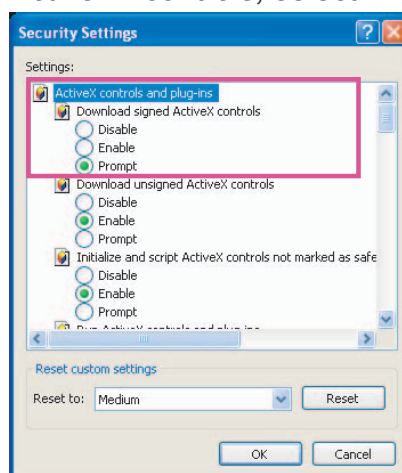 Security Settings
Settings:
ActiveX controls and plug-ins
Download signed ActiveX controls
Disable
Enable
Prompt
Download unsigned ActiveX controls
Disable
Enable
Prompt
Initialize and script ActiveX controls not marked as safe
Disable
Enable
Prompt
Reset custom settings
Reset to: Medium Reset
OK Cancel